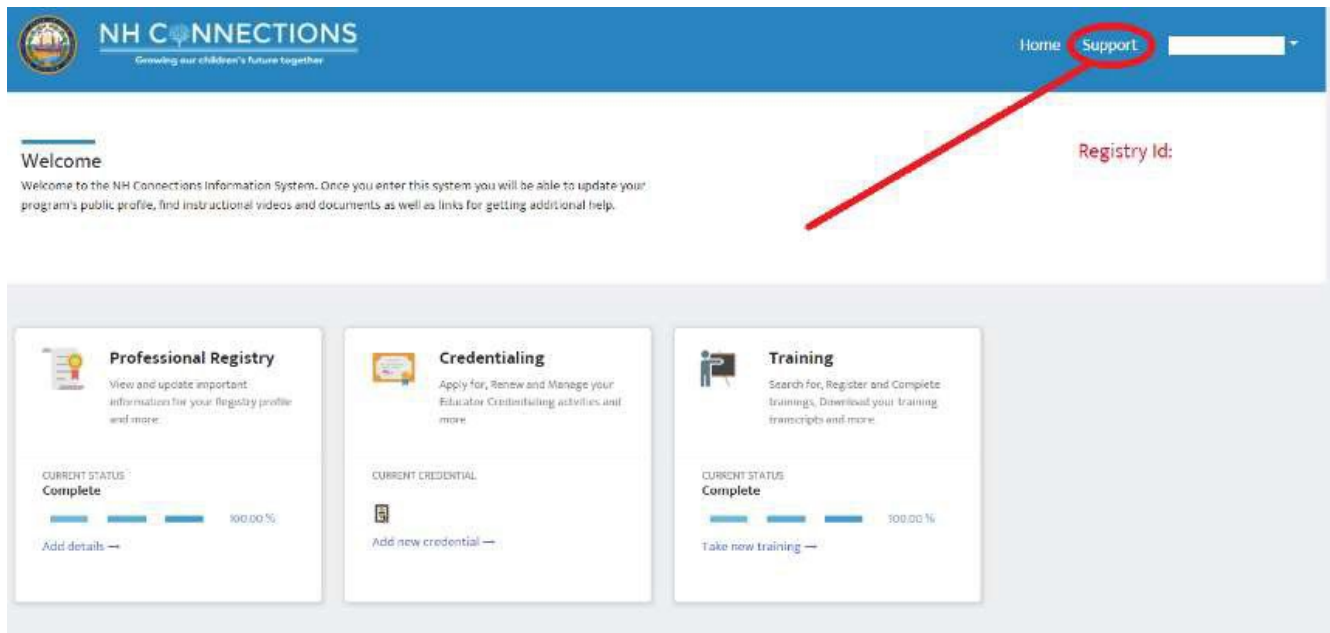 NH CONNECTIONS
Growing our children's future together
Home Support
Registry Id:
Welcome
Welcome to the NH Connections Information System. Once you enter this system you will be able to update your
program's public profile, find instructional videos and documents as well as links for getting additional help.
Professional Registry
View and update important
information for your Registry profile
and more
CURRENT STATUS
Complete
100.00 %
Add details →
Credentialing
Apply for, Renew and Manage your
Educator Credentialing activities and
more
CURRENT CREDENTIAL
Add new credential →
Training
Search for, Register and Complete
trainings, Download your training
transcripts and more
CURRENT STATUS
Complete
100.00 %
Take new training →